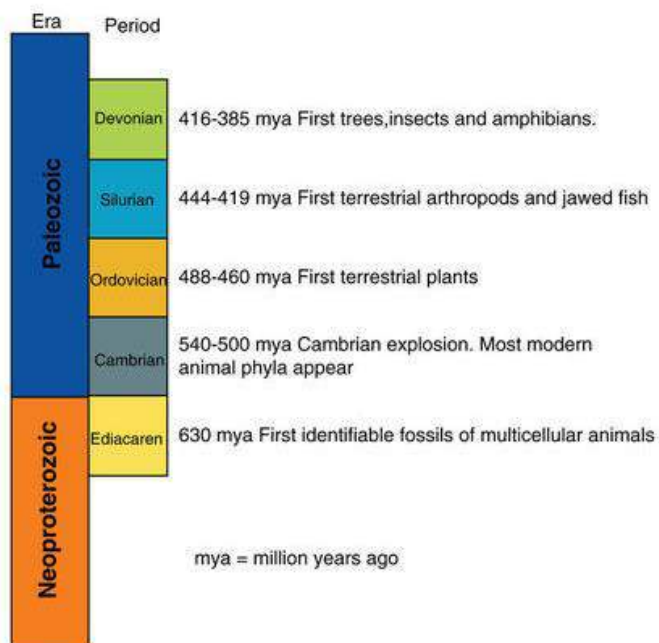 Era
Period
Paleozoic
Devonian
416-385 mya First trees,insects and amphibians.
Silurian
444-419 mya First terrestrial arthropods and jawed fish
Ordovician
488-460 mya First terrestrial plants
Cambrian
540-500 mya Cambrian explosion. Most modern
animal phyla appear
Neoproterozoic
Ediacaren
630 mya First identifiable fossils of multicellular animals
mya = million years ago